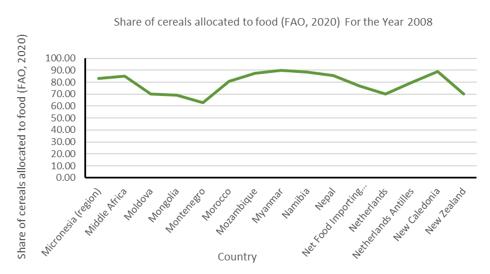 Share of cereals allocated to food (FAO, 2020) For the Year 2008
Share of cereals allocated to food (FAO, 2020)
100.00
90.00
80.00
70.00
60.00
50.00
40.00
30.00
20.00
10.00
0.00
Micronesia (region)
Middle Africa
Moldova
Mongolia
Montenegro
Morocco
Mozambique
Myanmar
Namibia
Nepal
Net Food Importing...
Netherlands
Netherlands Antilles
New Caledonia
New Zealand
Country